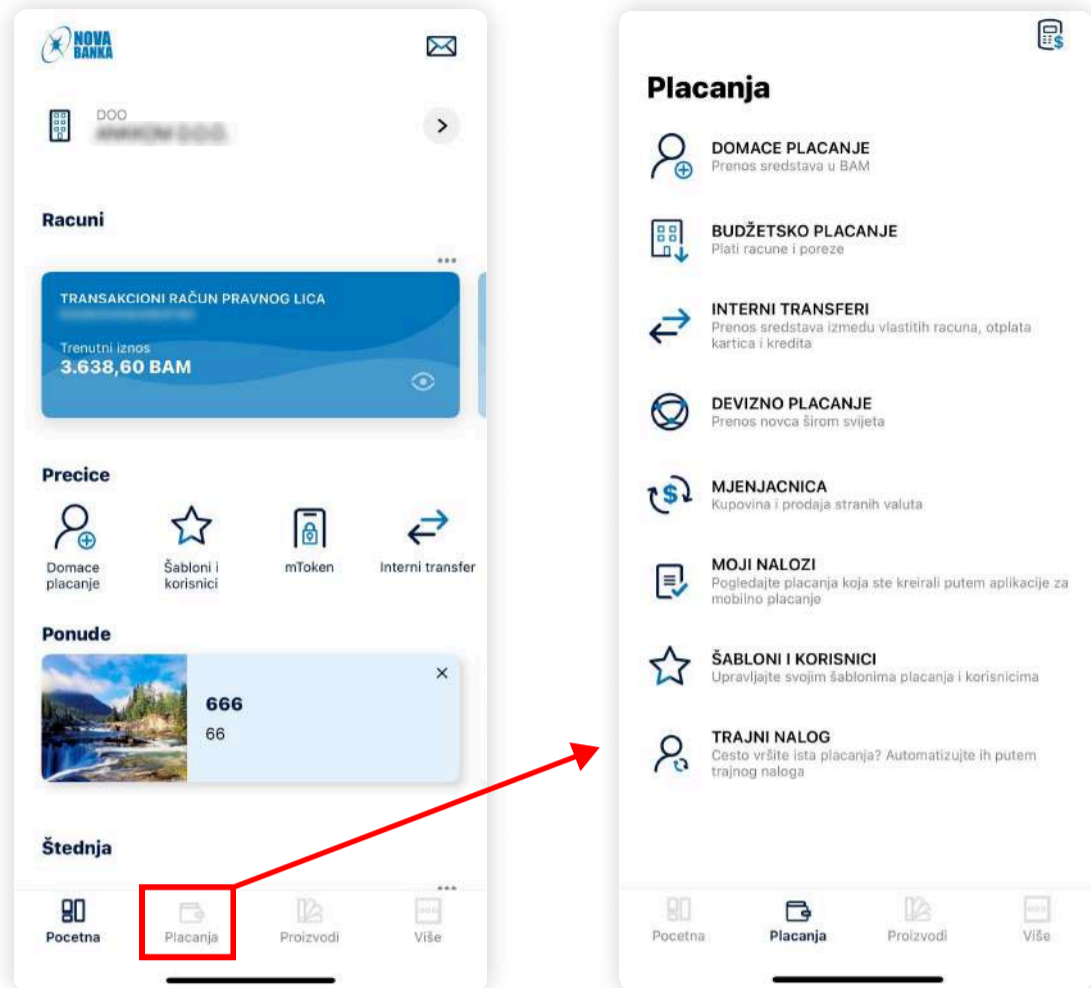 NOVA
BANKA
DOO
Racuni
TRANSAKCIONI RAČUN PRAVNOG LICA
Trenutni iznos
3.638,60 BAM
Precice
Domace
placanje
Šabloni i
korisnici
mToken
Interni transfer
Ponude
666
66
Štednja
Pocetna
Placanja
Proizvodi
Više
Placanja
DOMACE PLACANJE
Prenos sredstava u BAM
BUDŽETSKO PLACANJE
Plati racune i poreze
INTERNI TRANSFERI
Prenos sredstava izmedu vlastitih racuna, otplata
kartica i kredita
DEVIZNO PLACANJE
Prenos novca širom svijeta
MJENJACNICA
Kupovina i prodaja stranih valuta
MOJI NALOZI
Pogledajte placanja koja ste kreirali putem aplikacije za
mobilno placanje
ŠABLONI I KORISNICI
Upravljajte svojim šablonima placanja i korisnicima
TRAJNI NALOG
Cesto vršite ista placanja? Automatizujte ih putem
trajnog naloga
Pocetna
Placanja
Proizvodi
Više